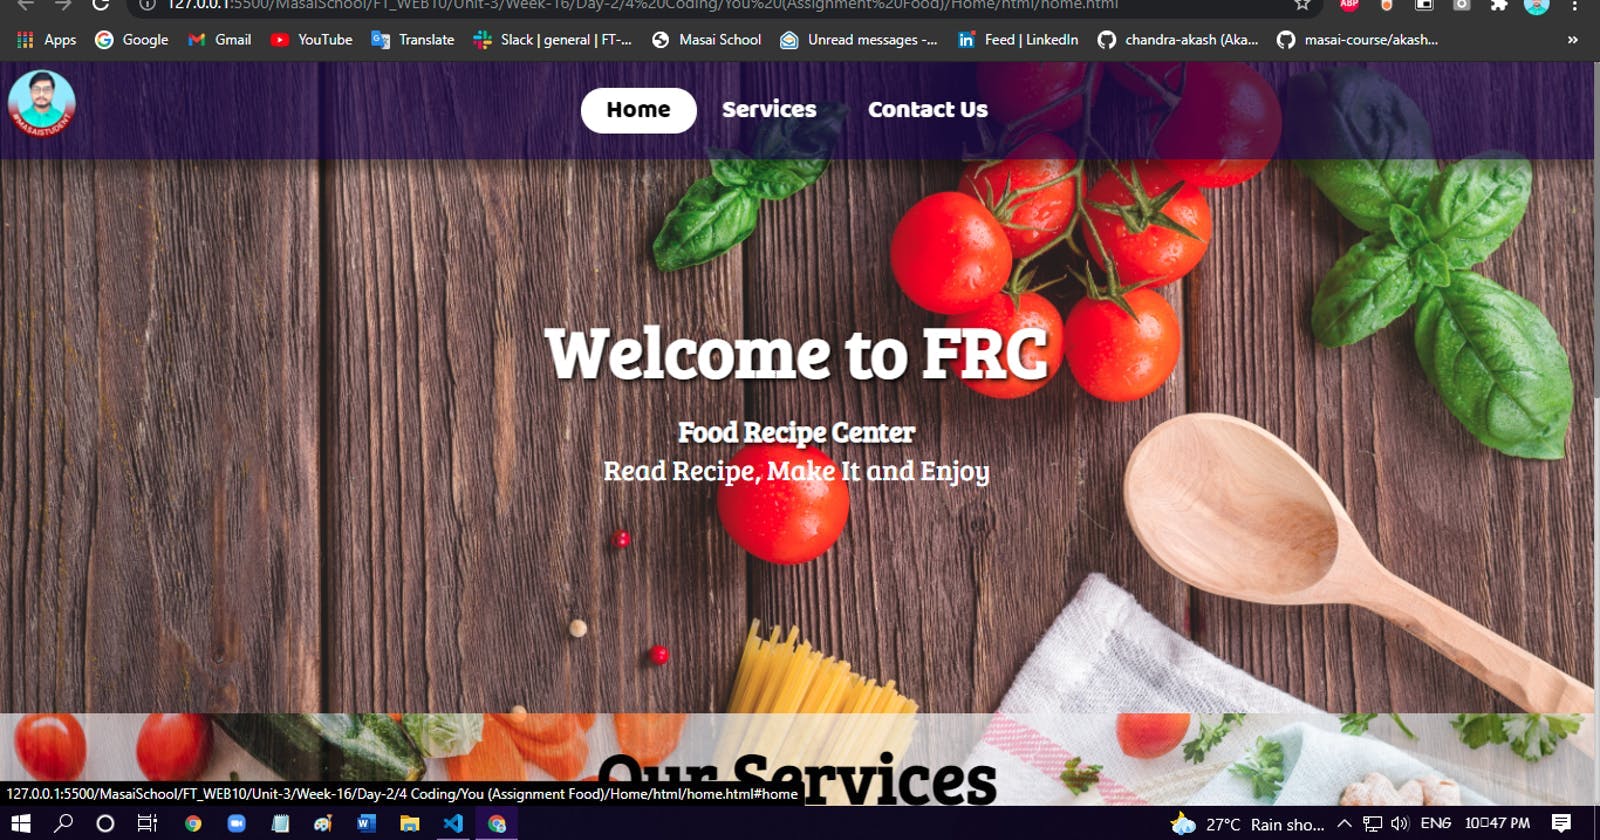 127.0.0.1:5500/MasaiSchool/FT_WEB10/Unit-3/Week-16/Day-2/4%20Coding/You%20(Assignment%20Food)/Home/html/home.html
ABP
Apps Google Gmail YouTube Translate Slack | general | FT-... Masai School Unread messages -... Feed | LinkedIn chandra-akash (Aka... masai-course/akash... »
#MASAISTUDENT
Home Services Contact Us
Welcome to FRC
Food Recipe Center
Read Recipe, Make It and Enjoy
Our Services
127.0.0.1:5500/MasaiSchool/FT_WEB10/Unit-3/Week-16/Day-2/4 Coding/You (Assignment Food)/Home/html/home.html#home
27°C Rain sho... ENG 10▯47 PM